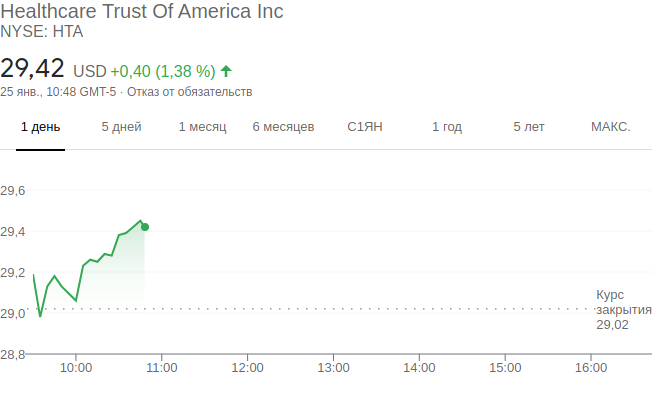 Healthcare Trust Of America Inc
NYSE: HTA
29,42 USD +0,40 (1,38 %)
25 янв., 10:48 GMT-5 · Отказ от обязательств
1 день 5 дней 1 месяц 6 месяцев С1ЯН 1 год 5 лет МАКС.
29,6
29,4
29,2
29,0
28,8
Курс
закрытия
29,02
10:00 11:00 12:00 13:00 14:00 15:00 16:00